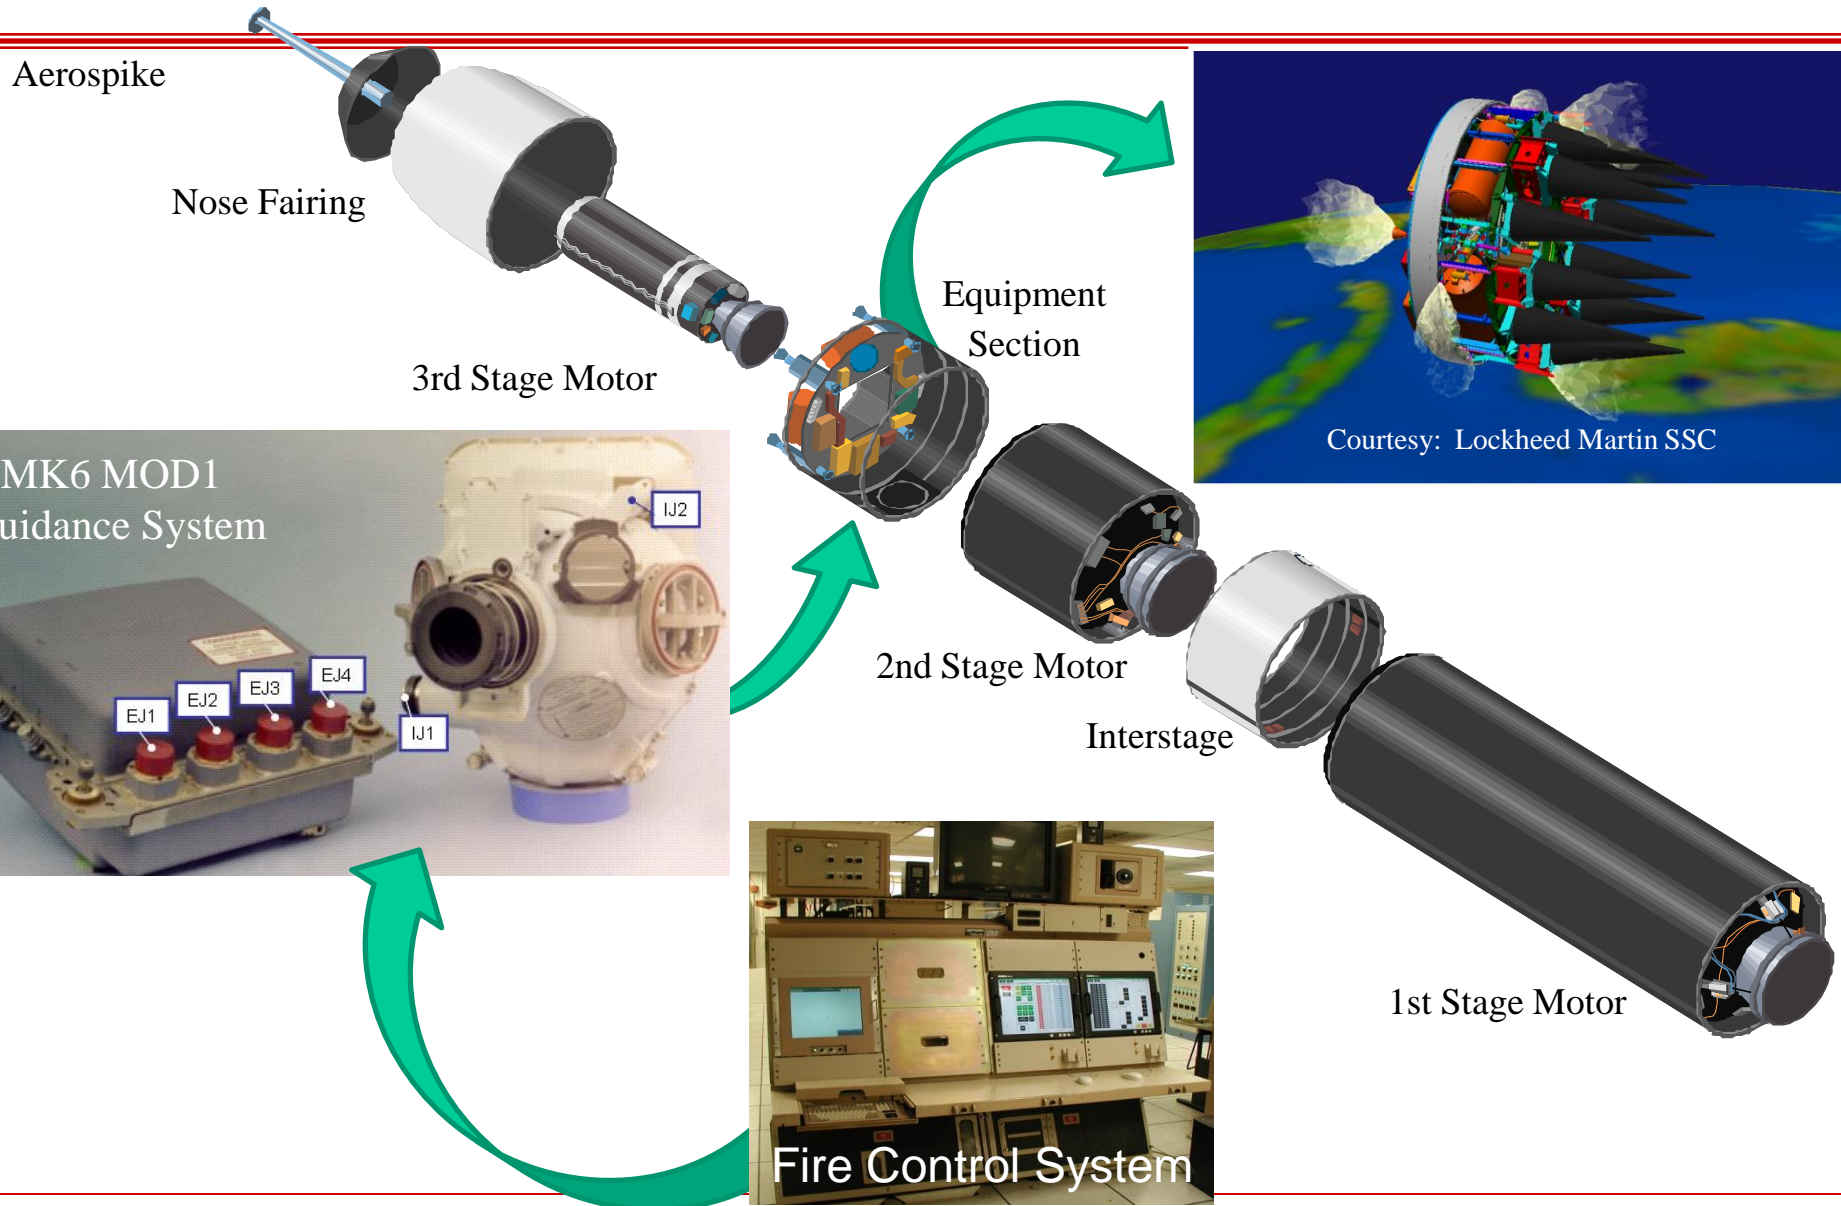 Aerospike
Nose Fairing
Equipment
Section
3rd Stage Motor
Courtesy: Lockheed Martin SSC
MK6 MOD1
uidance System
IJ2
EJ1
EJ2
EJ3
EJ4
IJ1
2nd Stage Motor
Interstage
1st Stage Motor
Fire Control System